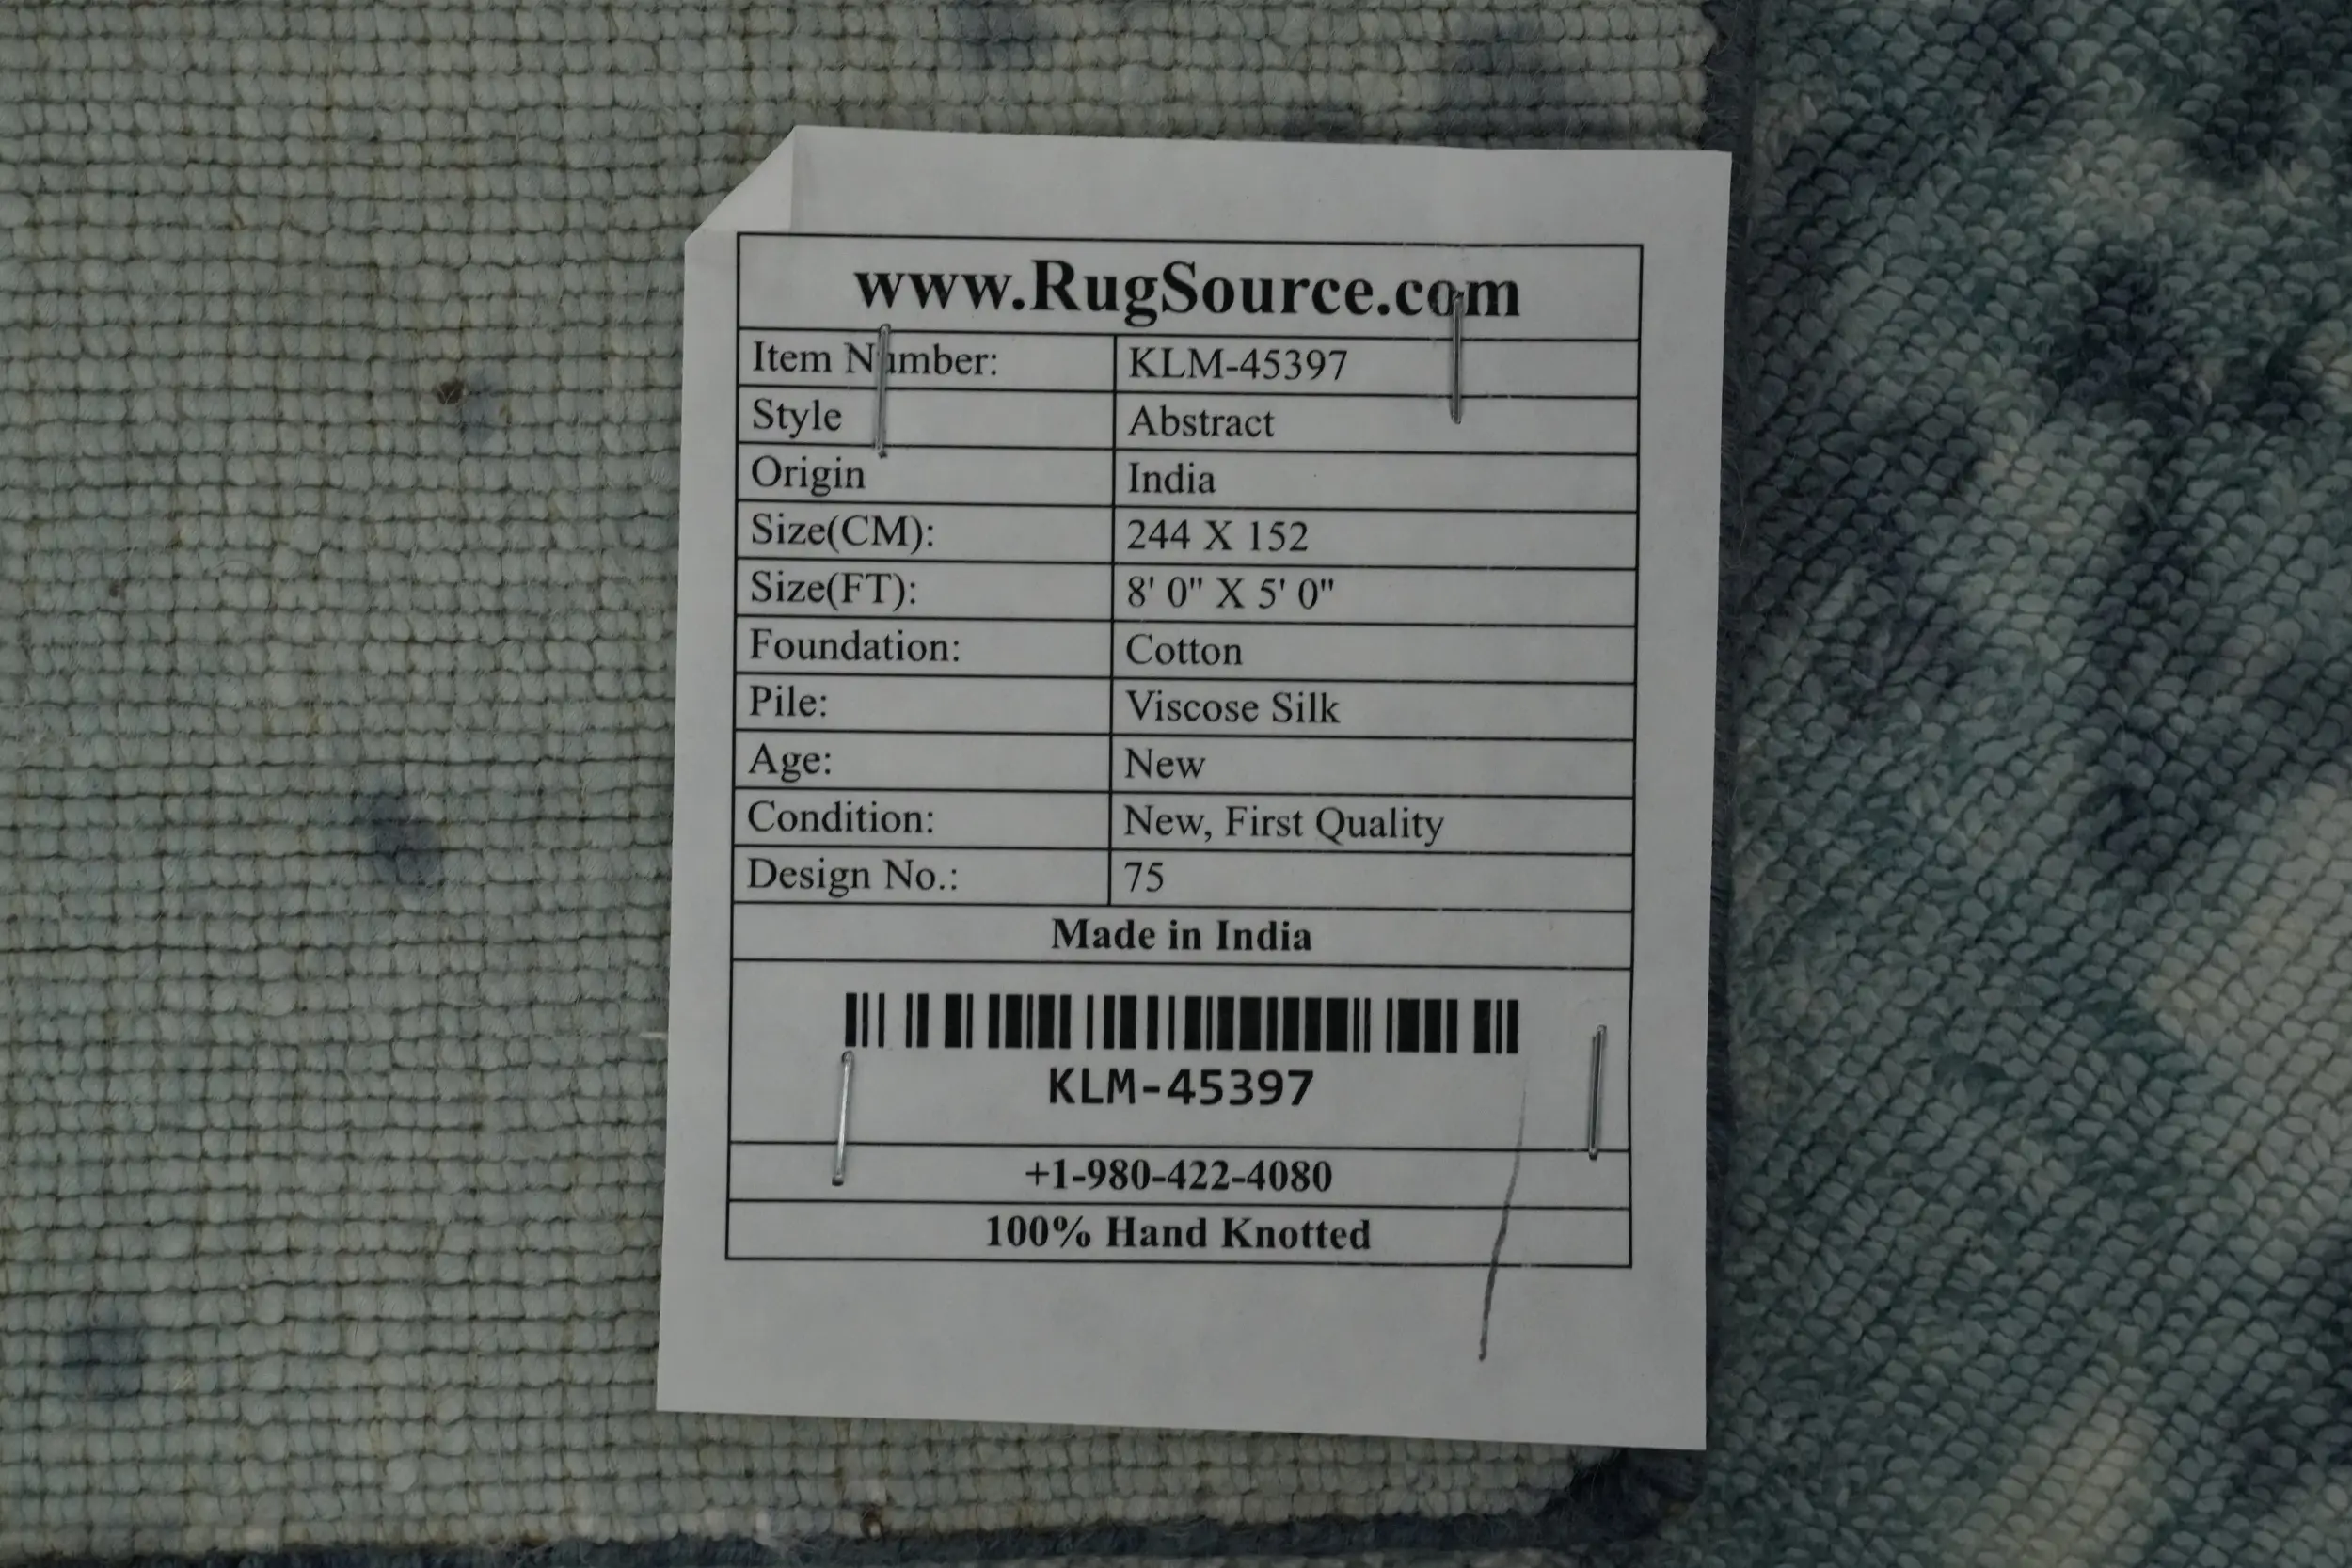 www.RugSource.com
Item Number: KLM-45397
Style Abstract
Origin India
Size(CM): 244 X 152
Size(FT): 8' 0" X 5' 0"
Foundation: Cotton
Pile: Viscose Silk
Age: New
Condition: New, First Quality
Design No.: 75
Made in India
KLM-45397
+1-980-422-4080
100% Hand Knotted